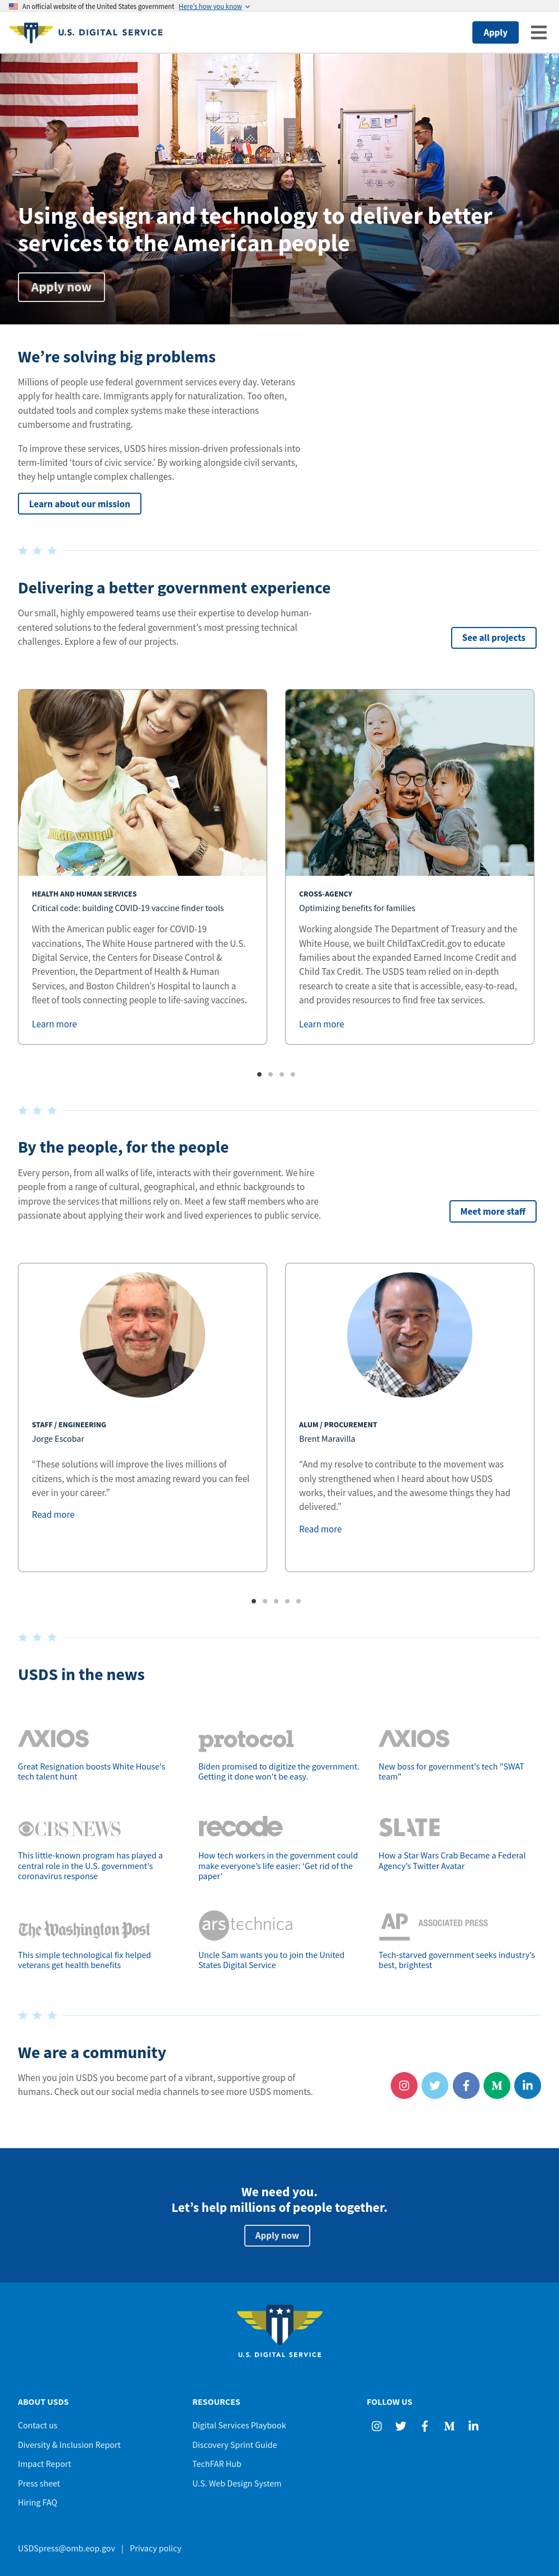 An official website of the United States government Here's how you know
U.S. DIGITAL SERVICE
Apply
Using design and technology to deliver better
services to the American people
Apply now
We're solving big problems
Millions of people use federal government services every day. Veterans
apply for health care. Immigrants apply for naturalization. Too often,
outdated tools and complex systems make these interactions
cumbersome and frustrating.
To improve these services, USDS hires mission-driven professionals into
term-limited 'tours of civic service.' By working alongside civil servants,
they help untangle complex challenges.
Learn about our mission
Delivering a better government experience
Our small, highly empowered teams use their expertise to develop human-
centered solutions to the federal government's most pressing technical
challenges. Explore a few of our projects.
See all projects
HEALTH AND HUMAN SERVICES
Critical code: building COVID-19 vaccine finder tools
With the American public eager for COVID-19
vaccinations, The White House partnered with the U.S.
Digital Service, the Centers for Disease Control &
Prevention, the Department of Health & Human
Services, and Boston Children's Hospital to launch a
fleet of tools connecting people to life-saving vaccines.
Learn more
CROSS-AGENCY
Optimizing benefits for families
Working alongside The Department of Treasury and the
White House, we built ChildTaxCredit.gov to educate
families about the expanded Earned Income Credit and
Child Tax Credit. The USDS team relied on in-depth
research to create a site that is accessible, easy-to-read,
and provides resources to find free tax services.
Learn more
By the people, for the people
Every person, from all walks of life, interacts with their government. We hire
people from a range of cultural, geographical, and ethnic backgrounds to
improve the services that millions rely on. Meet a few staff members who are
passionate about applying their work and lived experiences to public service.
Meet more staff
STAFF / ENGINEERING
Jorge Escobar
“These solutions will improve the lives millions of
citizens, which is the most amazing reward you can feel
ever in your career.”
Read more
ALUM / PROCUREMENT
Brent Maravilla
“And my resolve to contribute to the movement was
only strengthened when I heard about how USDS
works, their values, and the awesome things they had
delivered.”
Read more
USDS in the news
AXIOS
Great Resignation boosts White House's
tech talent hunt
protocol
Biden promised to digitize the government.
Getting it done won't be easy.
AXIOS
New boss for government's tech "SWAT
team"
CBS NEWS
This little-known program has played a
central role in the U.S. government's
coronavirus response
recode
How tech workers in the government could
make everyone's life easier: 'Get rid of the
paper'
SLATE
How a Star Wars Crab Became a Federal
Agency's Twitter Avatar
The Washington Post
This simple technological fix helped
veterans get health benefits
ars technica
Uncle Sam wants you to join the United
States Digital Service
AP ASSOCIATED PRESS
Tech-starved government seeks industry's
best, brightest
We are a community
When you join USDS you become part of a vibrant, supportive group of
humans. Check out our social media channels to see more USDS moments.
We need you.
Let's help millions of people together.
Apply now
U.S. DIGITAL SERVICE
ABOUT USDS
Contact us
Diversity & Inclusion Report
Impact Report
Press sheet
Hiring FAQ
RESOURCES
Digital Services Playbook
Discovery Sprint Guide
TechFAR Hub
U.S. Web Design System
FOLLOW US
USDSpress@omb.eop.gov | Privacy policy